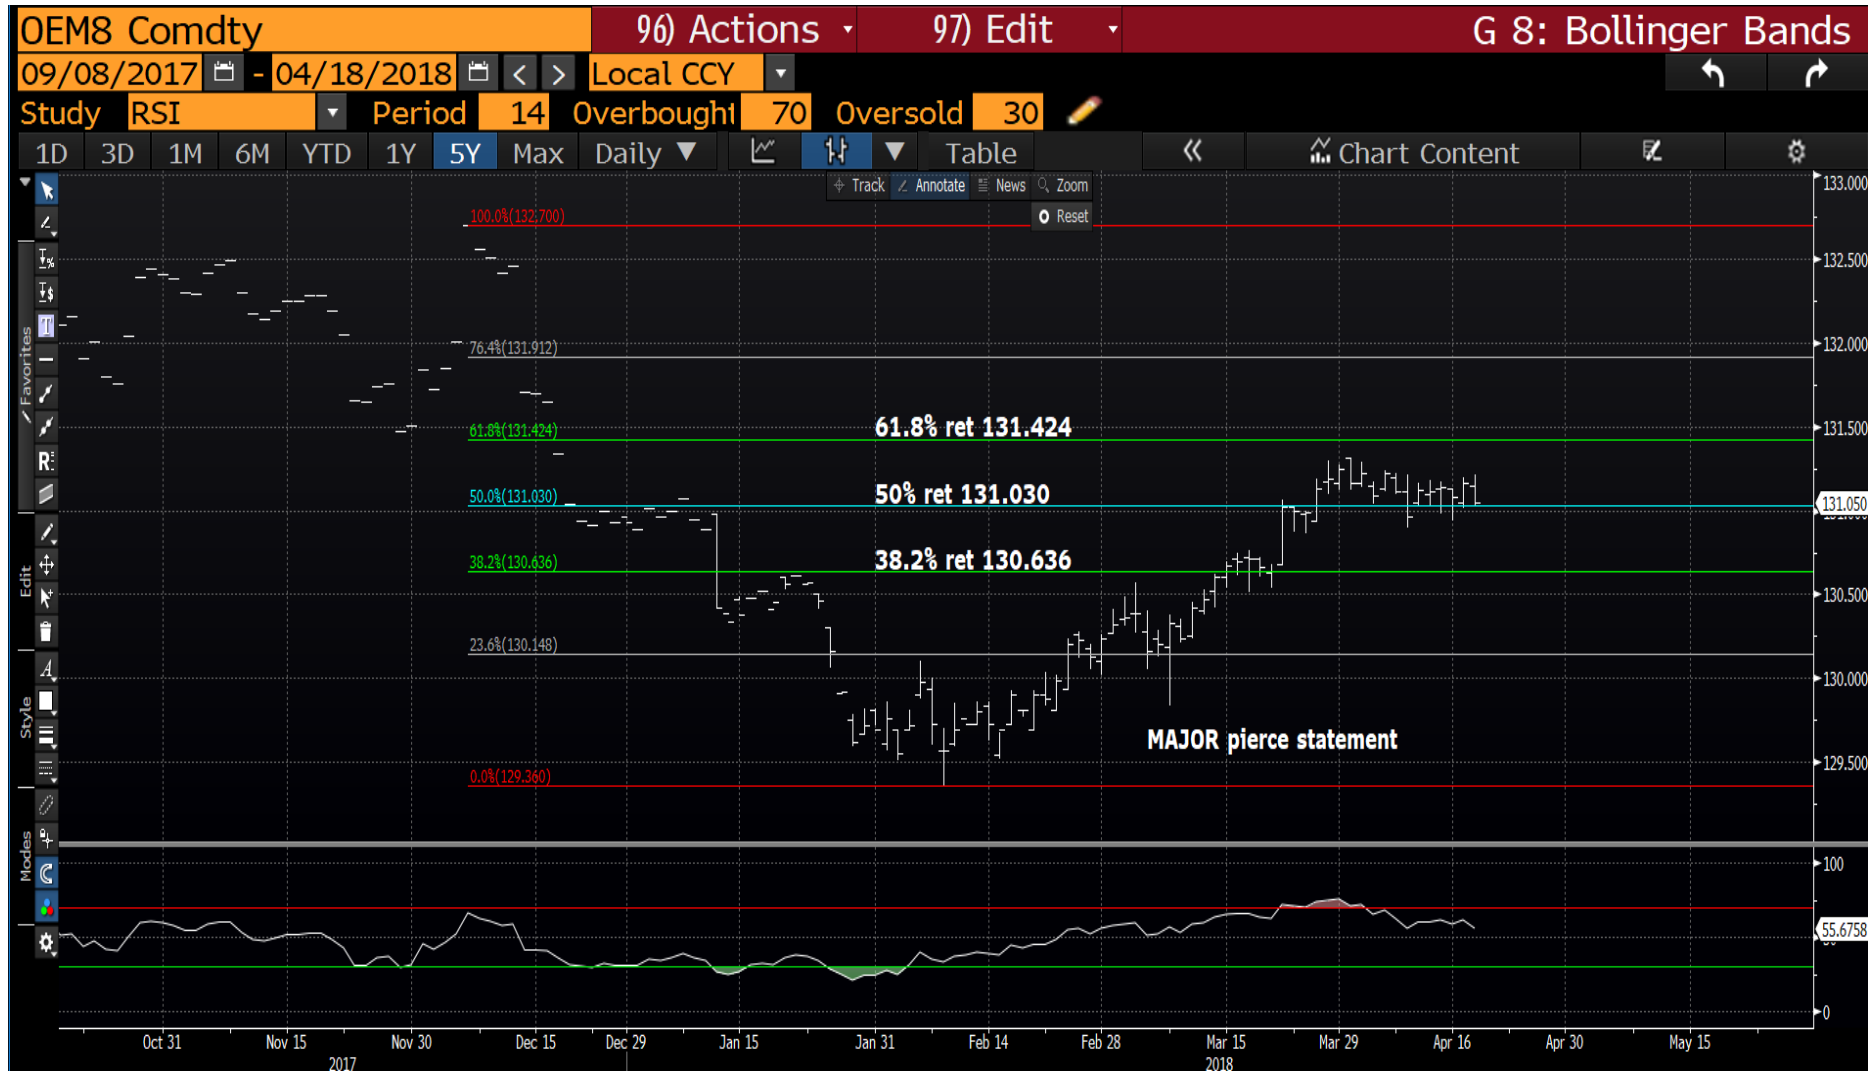 OEM8 Comdty 96) Actions 97) Edit G 8: Bollinger Bands
09/08/2017 - 04/18/2018 < > Local CCY
Study RSI Period 14 Overbought 70 Oversold 30
1D 3D 1M 6M YTD 1Y 5Y Max Daily ▼ ▼ Table « Chart Content
Track Annotate News Zoom
Reset
133.000
100.0%(132.700)
132.500
132.000
76.4%(131.912)
61.8% ret 131.424
131.500
61.8%(131.424)
50% ret 131.030
50.0%(131.030)
131.050
38.2% ret 130.636
38.2%(130.636)
130.500
23.6%(130.148)
130.000
MAJOR pierce statement
129.500
0.0%(129.360)
Favorites
Edit
Style
Modes
100
55.6758
0
Oct 31 Nov 15 Nov 30 Dec 15 Dec 29 Jan 15 Jan 31 Feb 14 Feb 28 Mar 15 Mar 29 Apr 16 Apr 30 May 15
2017 2018